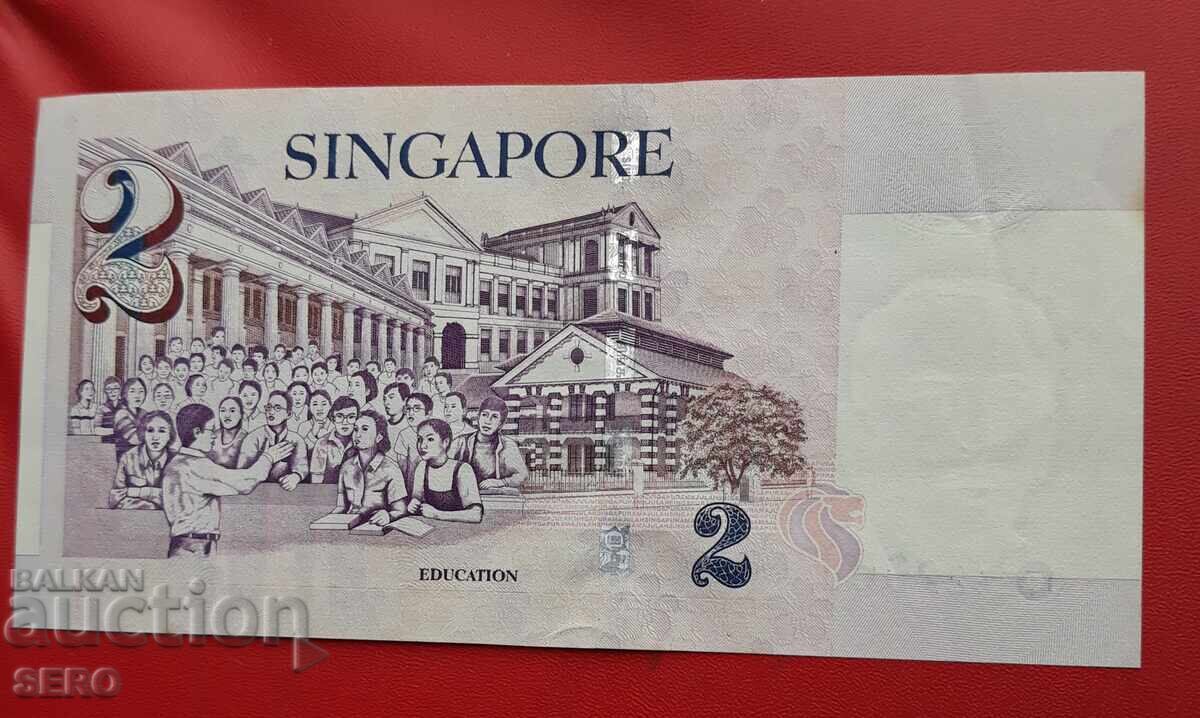 SINGAPORE
2
EDUCATION
2
BALKAN
auction
SERO